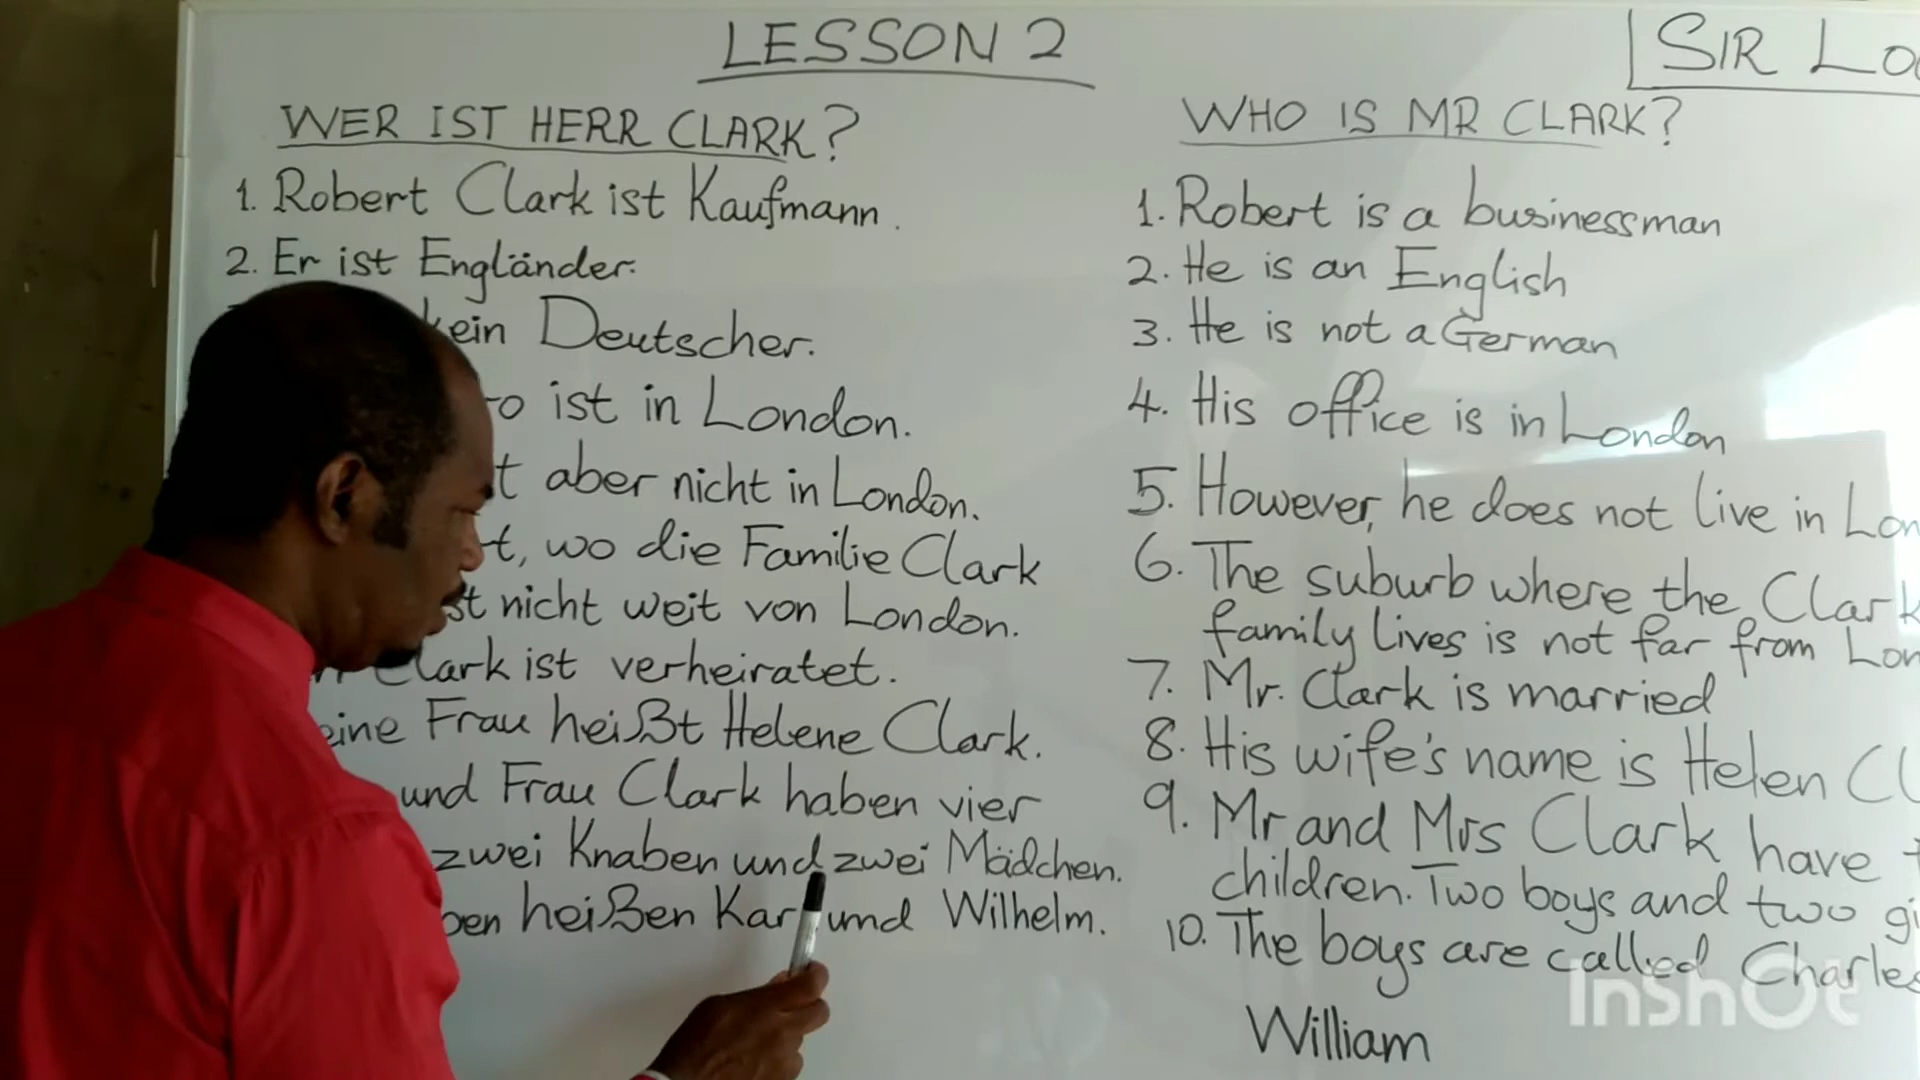 LESSON 2
SIR
WER IST HERR CLARK?
1. Robert Clark ist Kaufmann.
2. Er ist Engländer.
kein Deutscher.
ist in London.
aber nicht in London.
wo die Familie Clark
nicht weit von London.
Clark ist verheiratet.
Frau heißt Helene Clark.
und Frau Clark haben vier
zwei Knaben und zwei Mädchen.
heißen Karl und Wilhelm.
WHO IS MR CLARK?
1. Robert is a businessman
2. He is an English
3. He is not a German
4. His office is in London
5. However, he does not live in
6. The suburb where the Clark
family lives is not far from
7. Mr. Clark is married
8. His wife's name is Helen
9. Mr and Mrs Clark have
children. Two boys and two
10. The boys are called
William
InShOt